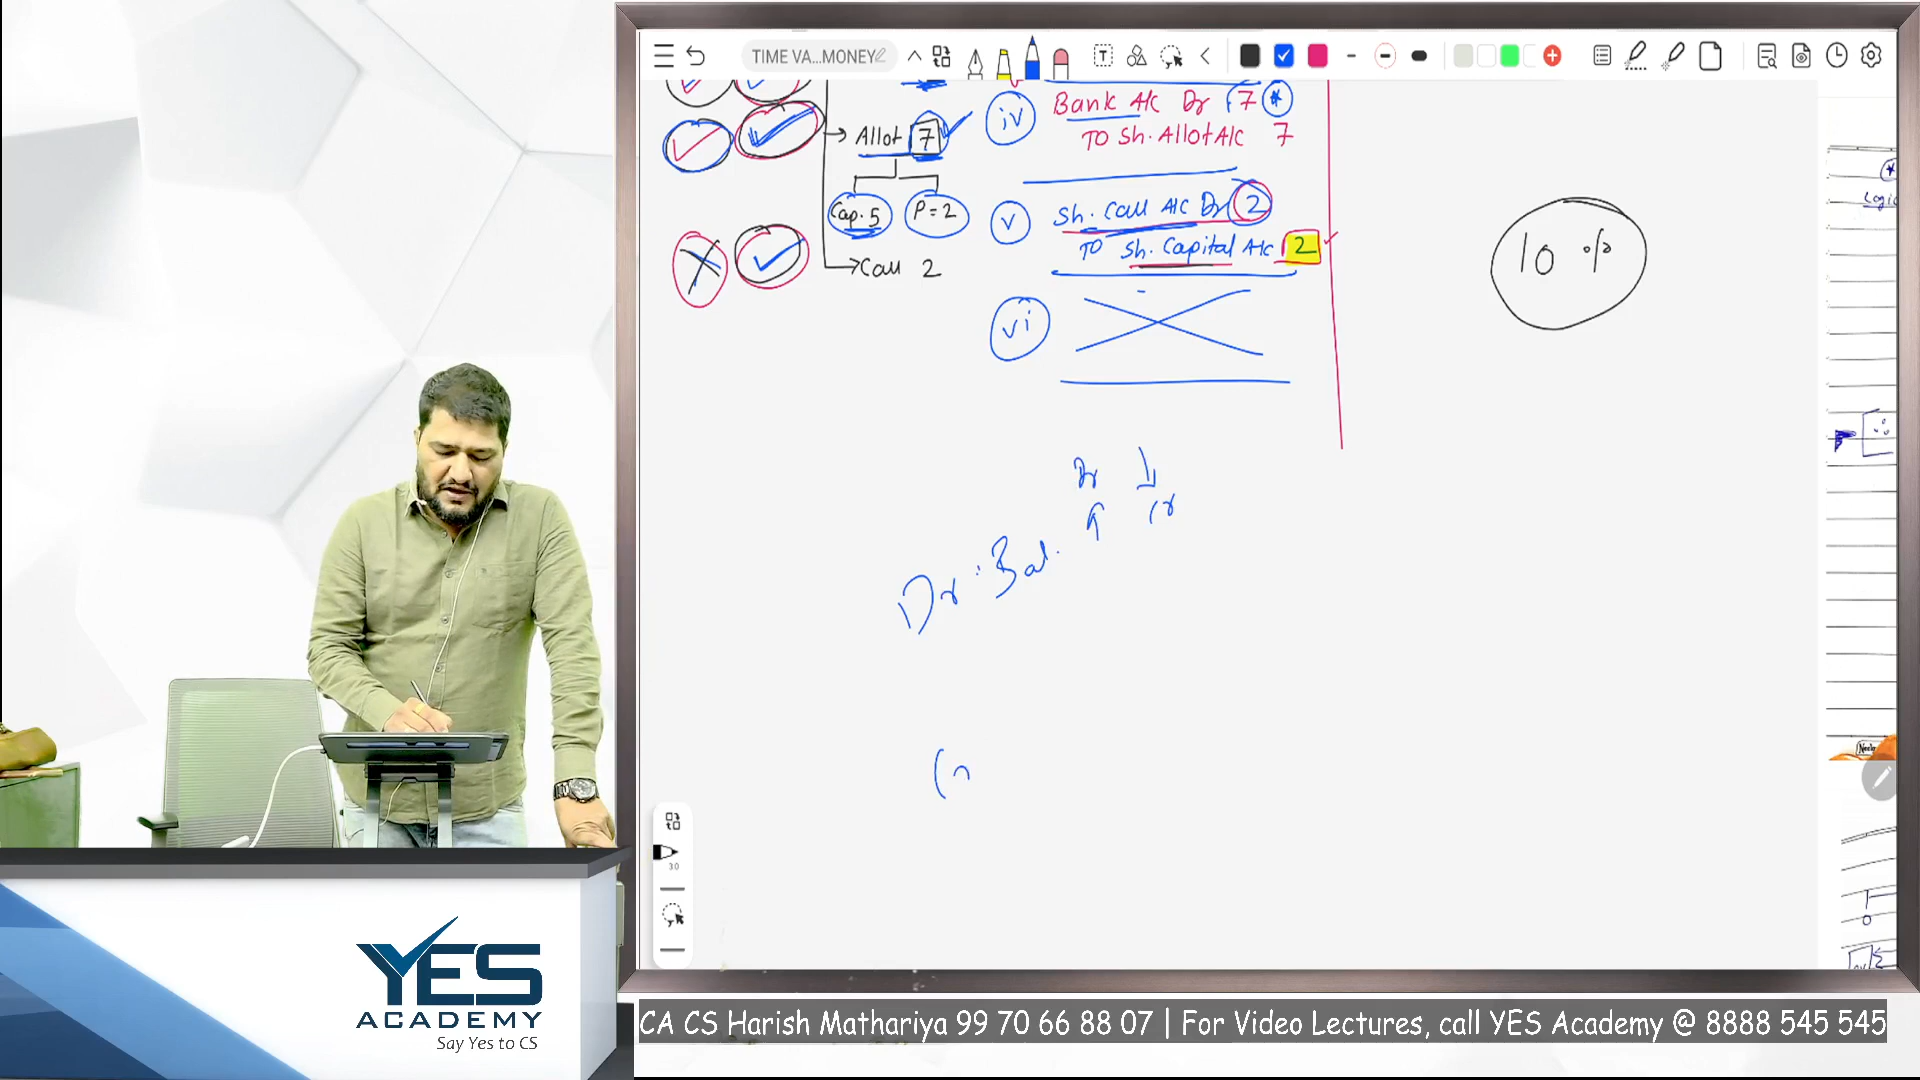 TIME VA...MONEY
iv Bank A/c Dr 7
TO Sh. Allot A/c 7
Allot 7
Cap. 5 P = 2
v Sh. Call A/c Dr 2
TO Sh. Capital A/c 2
Call 2
10 %
vi
Dr
Cr
Dr. Bal.
Logic
30
YES
ACADEMY
Say Yes to CS
CA CS Harish Mathariya 99 70 66 88 07 | For Video Lectures, call YES Academy @ 8888 545 545